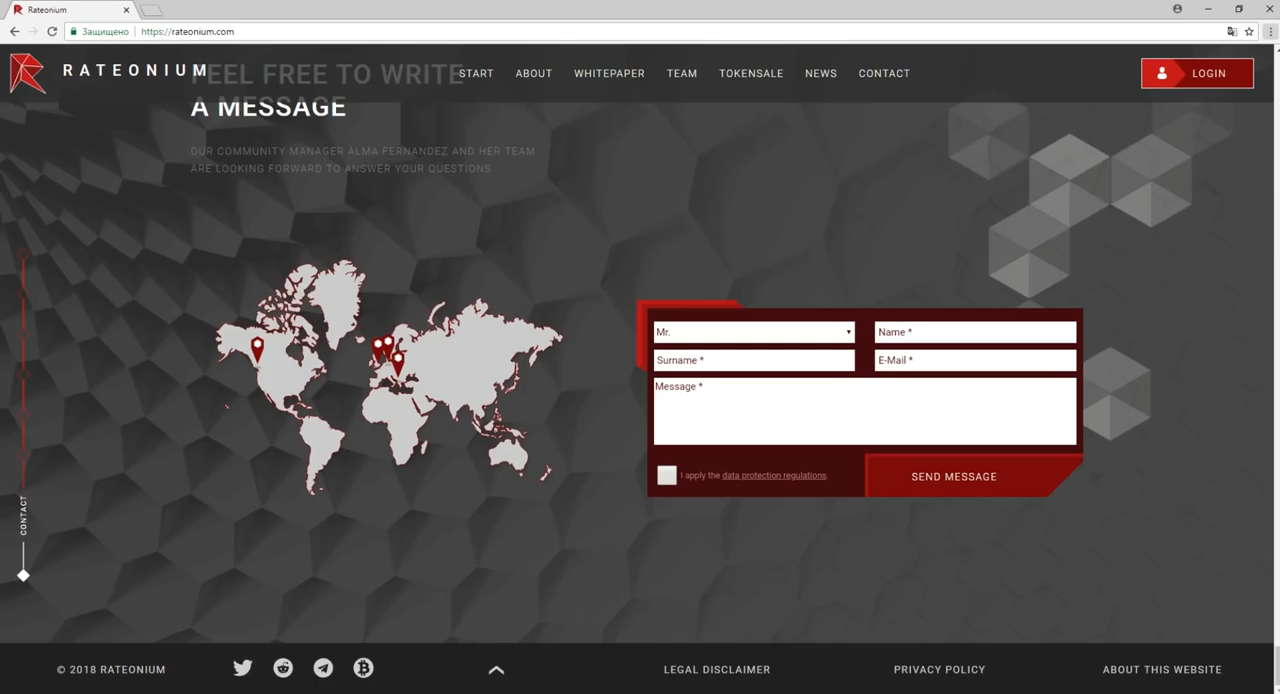 Rateonium
Защищено
https://rateonium.com
RATEONIUM
START
ABOUT
WHITEPAPER
TEAM
TOKENSALE
NEWS
CONTACT
LOGIN
FEEL FREE TO WRITE
A MESSAGE
OUR COMMUNITY MANAGER ALMA FERNANDEZ AND HER TEAM
ARE LOOKING FORWARD TO ANSWER YOUR QUESTIONS
Mr.
Name *
Surname *
E-Mail *
Message *
I apply the data protection regulations.
SEND MESSAGE
CONTACT
© 2018 RATEONIUM
LEGAL DISCLAIMER
PRIVACY POLICY
ABOUT THIS WEBSITE